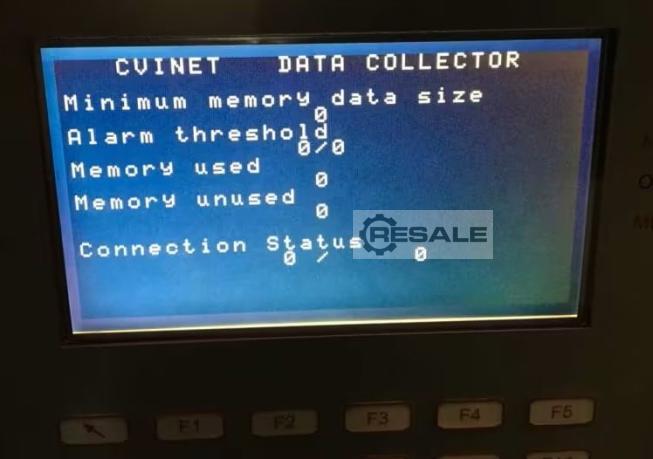 CVINET DATA COLLECTOR
Minimum memory data size
0
Alarm threshold
0/0
Memory used
0
Memory unused
0
RESALE
Connection Status
0 / 0
F1 F2 F3 F4 F5